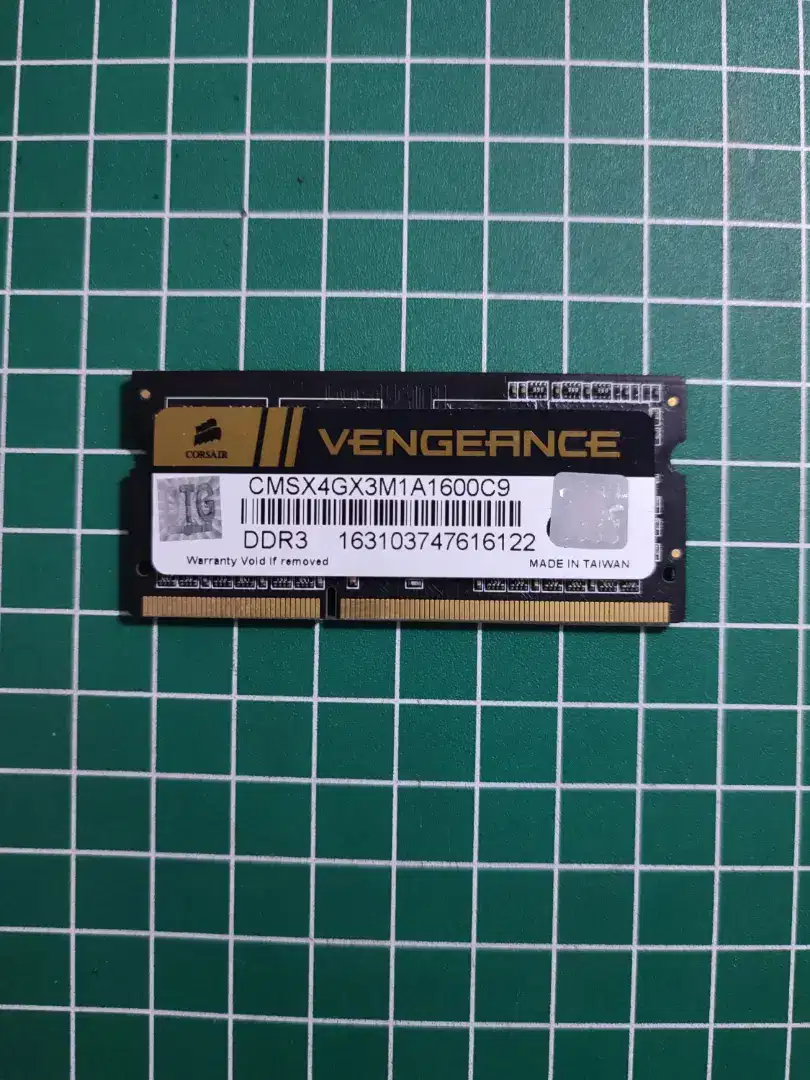 CORSAIR
VENGEANCE
CMSX4GX3M1A1600C9
DDR3 163103747616122
Warranty Void if removed
MADE IN TAIWAN